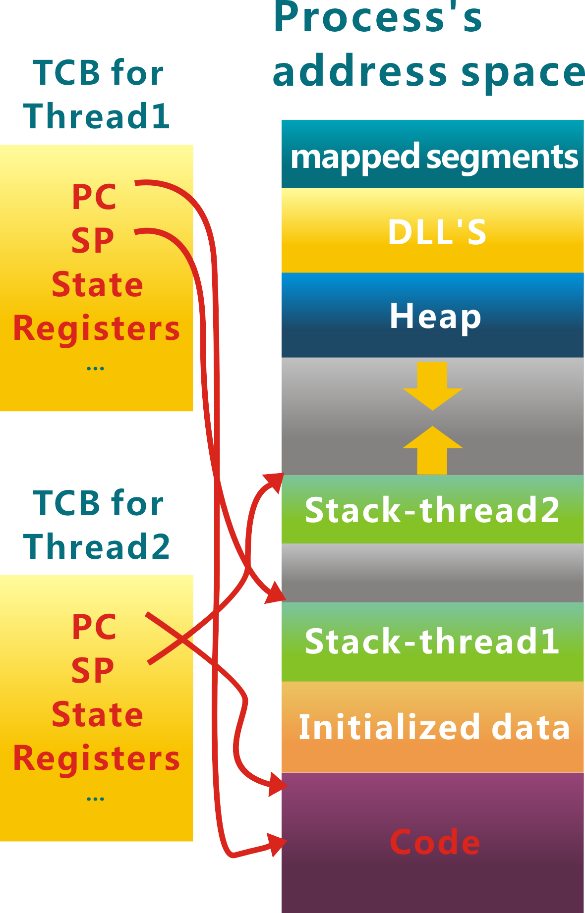 Process's
address space
TCB for
Thread1
PC
SP
State
Registers
...
TCB for
Thread2
PC
SP
State
Registers
...
mapped segments
DLL'S
Heap
Stack-thread2
Stack-thread1
Initialized data
Code